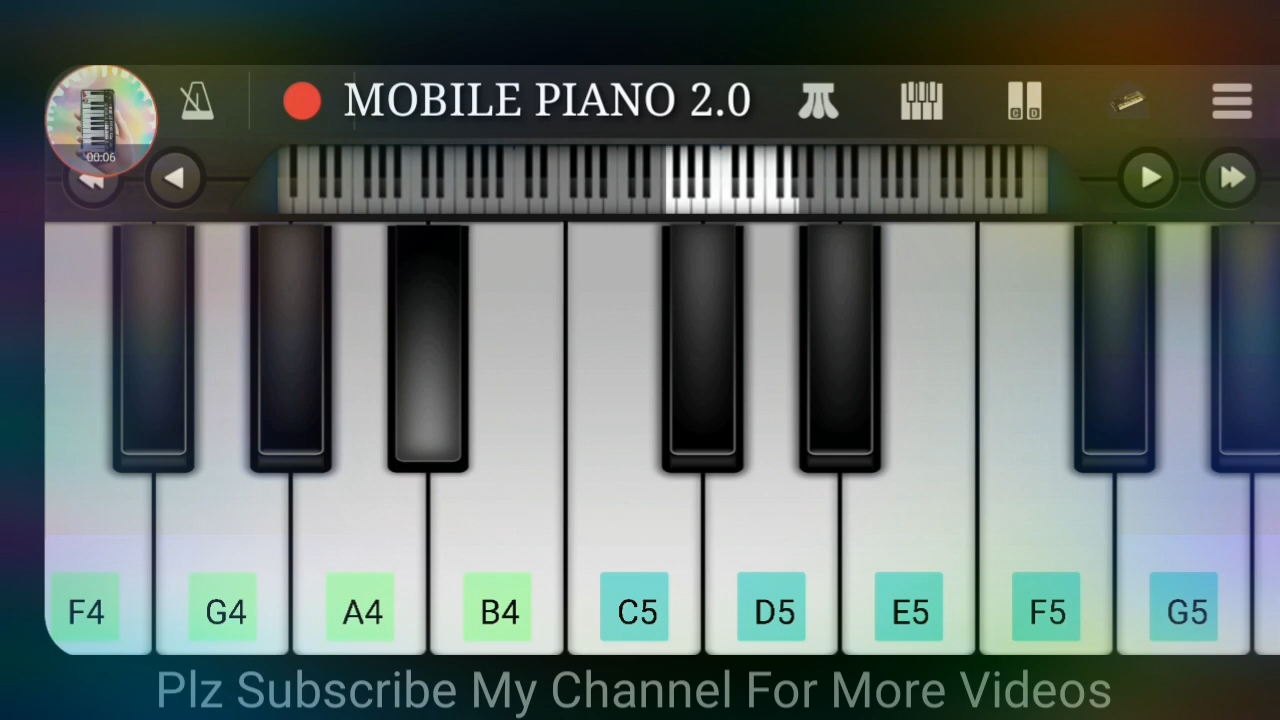 MOBILE PIANO 2.0
00:06
C D
F4 G4 A4 B4 C5 D5 E5 F5 G5
Plz Subscribe My Channel For More Videos